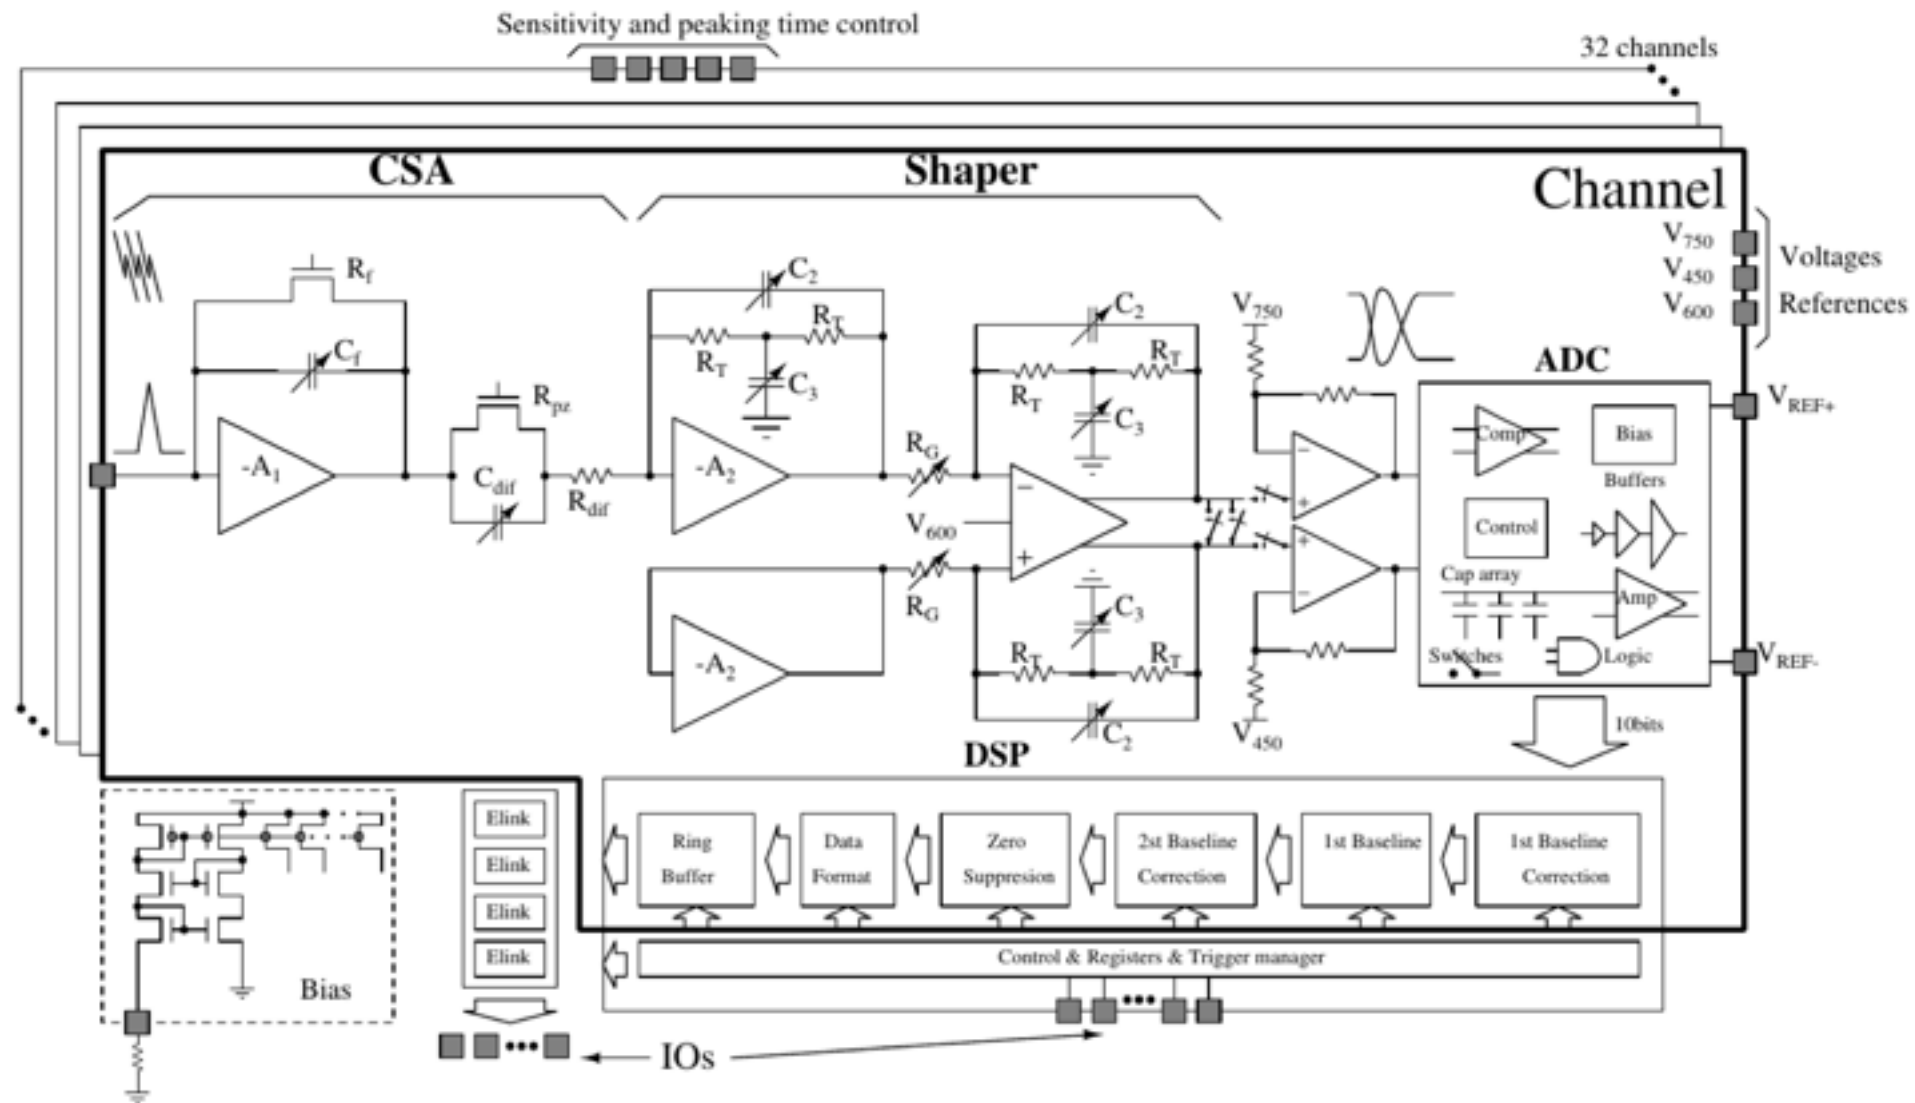 Sensitivity and peaking time control
32 channels
CSA
Shaper
Channel
V750
V450
V600
Voltages
References
Rf
Cf
-A1
Rpz
Cdif
Rdif
C2
RT
RT
C3
-A2
RG
V600
RG
-A2
C2
RT
RT
C3
−
+
C3
RT
RT
C2
V750
−
+
+
−
V450
ADC
VREF+
Comp
Bias
Buffers
Control
Cap array
Amp
Switches
Logic
VREF-
10bits
DSP
Elink
Elink
Elink
Elink
Ring
Buffer
Data
Format
Zero
Suppresion
2st Baseline
Correction
1st Baseline
1st Baseline
Correction
Control & Registers & Trigger manager
Bias
IOs